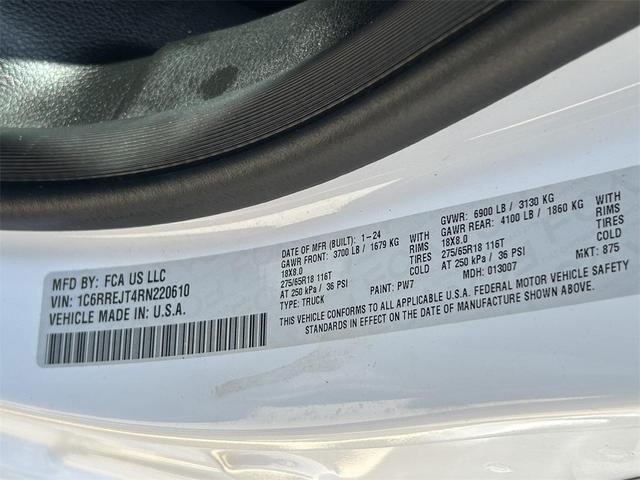 MFD BY: FCA US LLC
VIN: 1C6RREJT4RN220610
VEHICLE MADE IN: U.S.A.
DATE OF MFR (BUILT): 1-24
GAWR FRONT: 3700 LB / 1679 KG WITH
18X8.0 RIMS
275/65R18 116T TIRES
AT 250 kPa / 36 PSI COLD
TYPE: TRUCK PAINT: PW7
GVWR: 6900 LB / 3130 KG
GAWR REAR: 4100 LB / 1860 KG WITH
18X8.0 RIMS
275/65R18 116T TIRES
AT 250 kPa / 36 PSI COLD
MDH: 013007 MKT: 875
THIS VEHICLE CONFORMS TO ALL APPLICABLE U.S.A. FEDERAL MOTOR VEHICLE SAFETY
STANDARDS IN EFFECT ON THE DATE OF MANUFACTURE SHOWN ABOVE